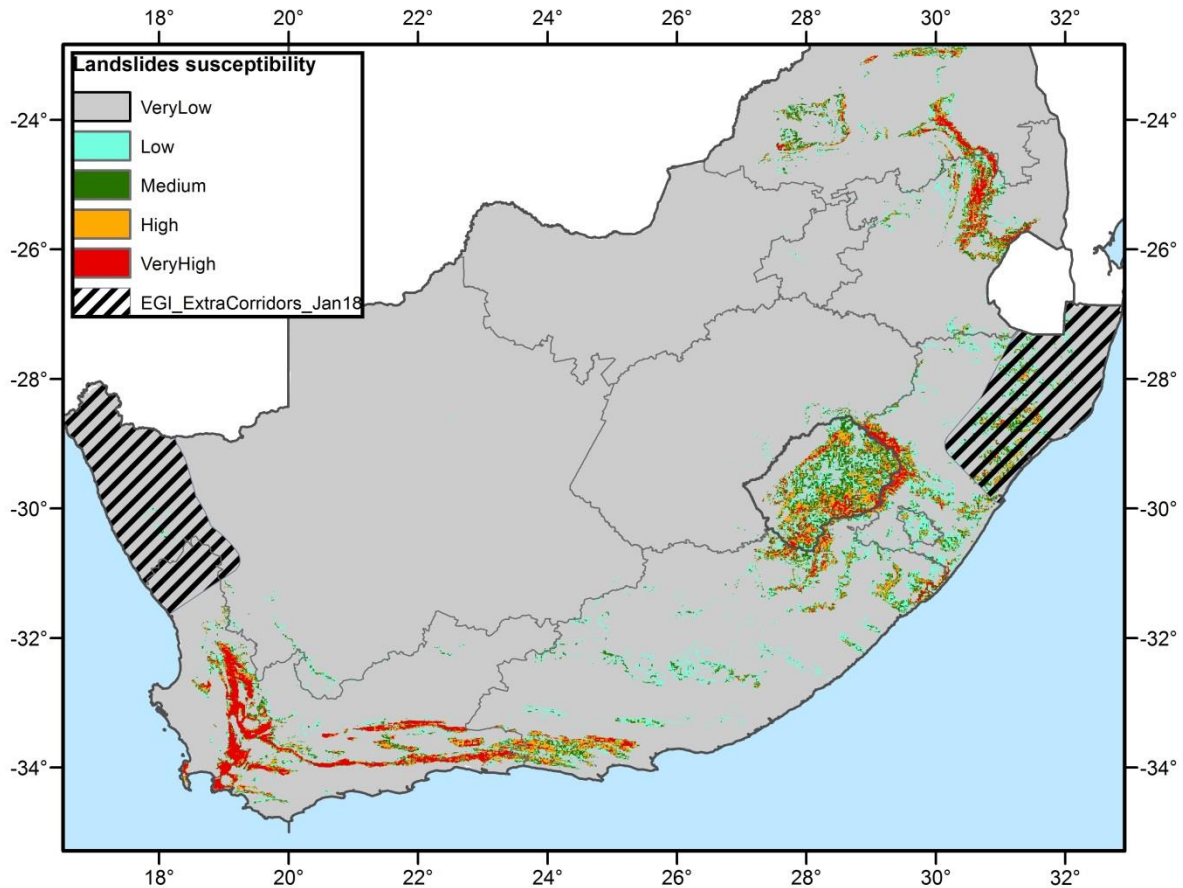 18° 20° 22° 24° 26° 28° 30° 32°
Landslides susceptibility
VeryLow
Low
Medium
High
VeryHigh
EGI_ExtraCorridors_Jan18
-24° -24°
-26° -26°
-28° -28°
-30° -30°
-32° -32°
-34° -34°
18° 20° 22° 24° 26° 28° 30° 32°